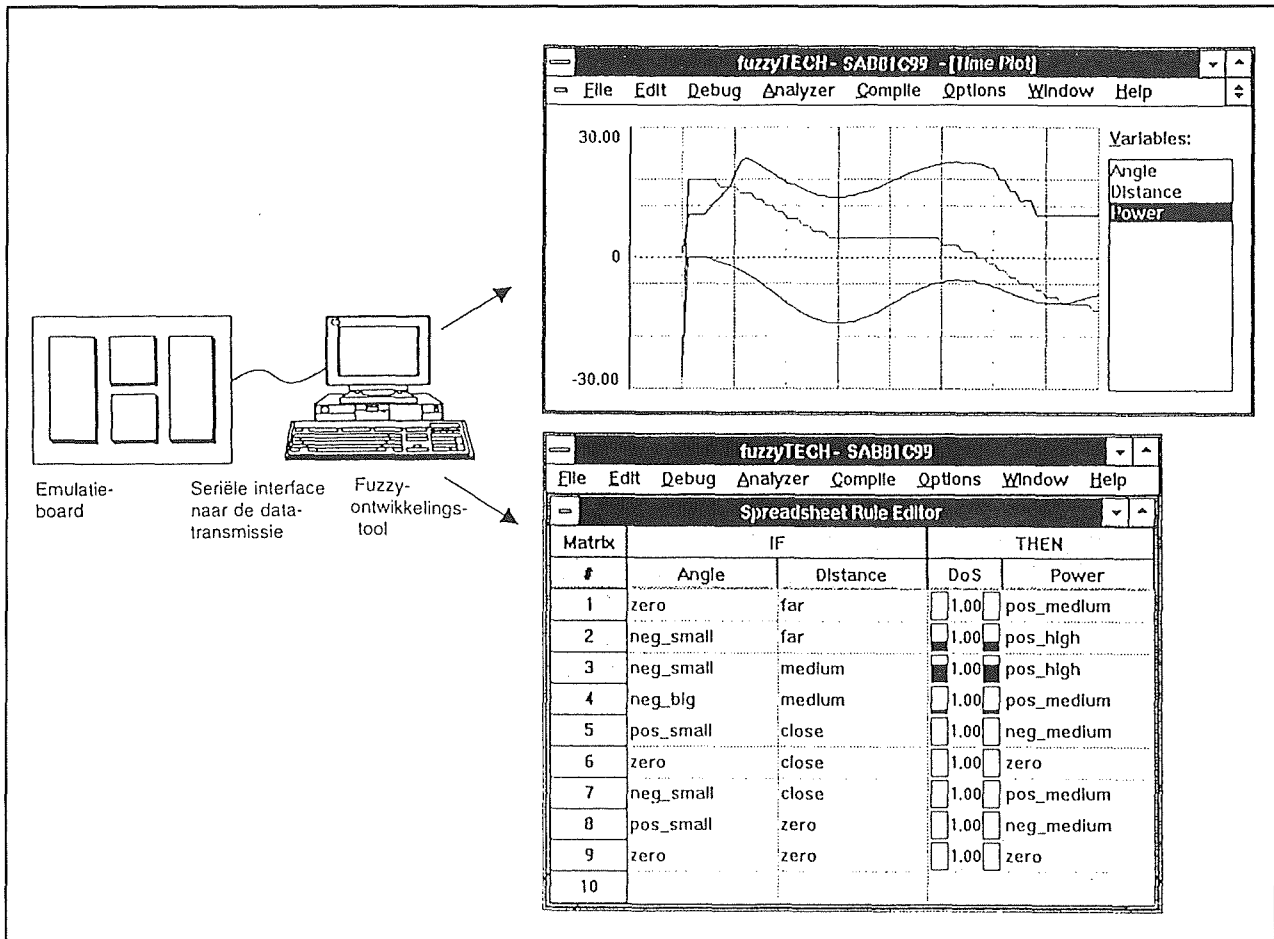 fuzzyTECH - SAB81C99 - [Time Plot]
File Edit Debug Analyzer Compile Options Window Help
30.00
0
-30.00
Variables:
Angle
Distance
Power
Emulatie-
board
Seriële interface
naar de data-
transmissie
Fuzzy-
ontwikkelings-
tool
fuzzyTECH - SAB81C99
File Edit Debug Analyzer Compile Options Window Help
Spreadsheet Rule Editor
Matrix IF THEN
# Angle Distance DoS Power
1 zero far 1.00 pos_medium
2 neg_small far 1.00 pos_high
3 neg_small medium 1.00 pos_high
4 neg_big medium 1.00 pos_medium
5 pos_small close 1.00 neg_medium
6 zero close 1.00 zero
7 neg_small close 1.00 pos_medium
8 pos_small zero 1.00 neg_medium
9 zero zero 1.00 zero
10